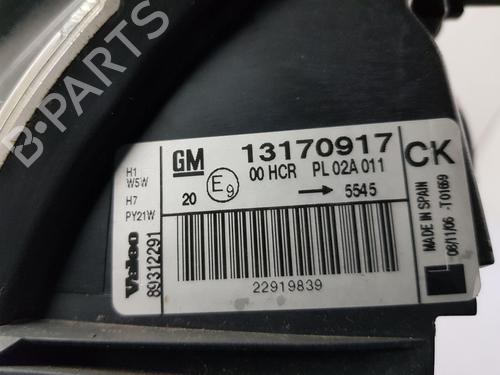 B-PARTS
H1
W5W
H7
PY21W
GM 13170917
00 HCR PL 02A 011
20 E9 → 5545
22919839
Valeo
89312291
CK
MADE IN SPAIN
08/11/06 -T01669